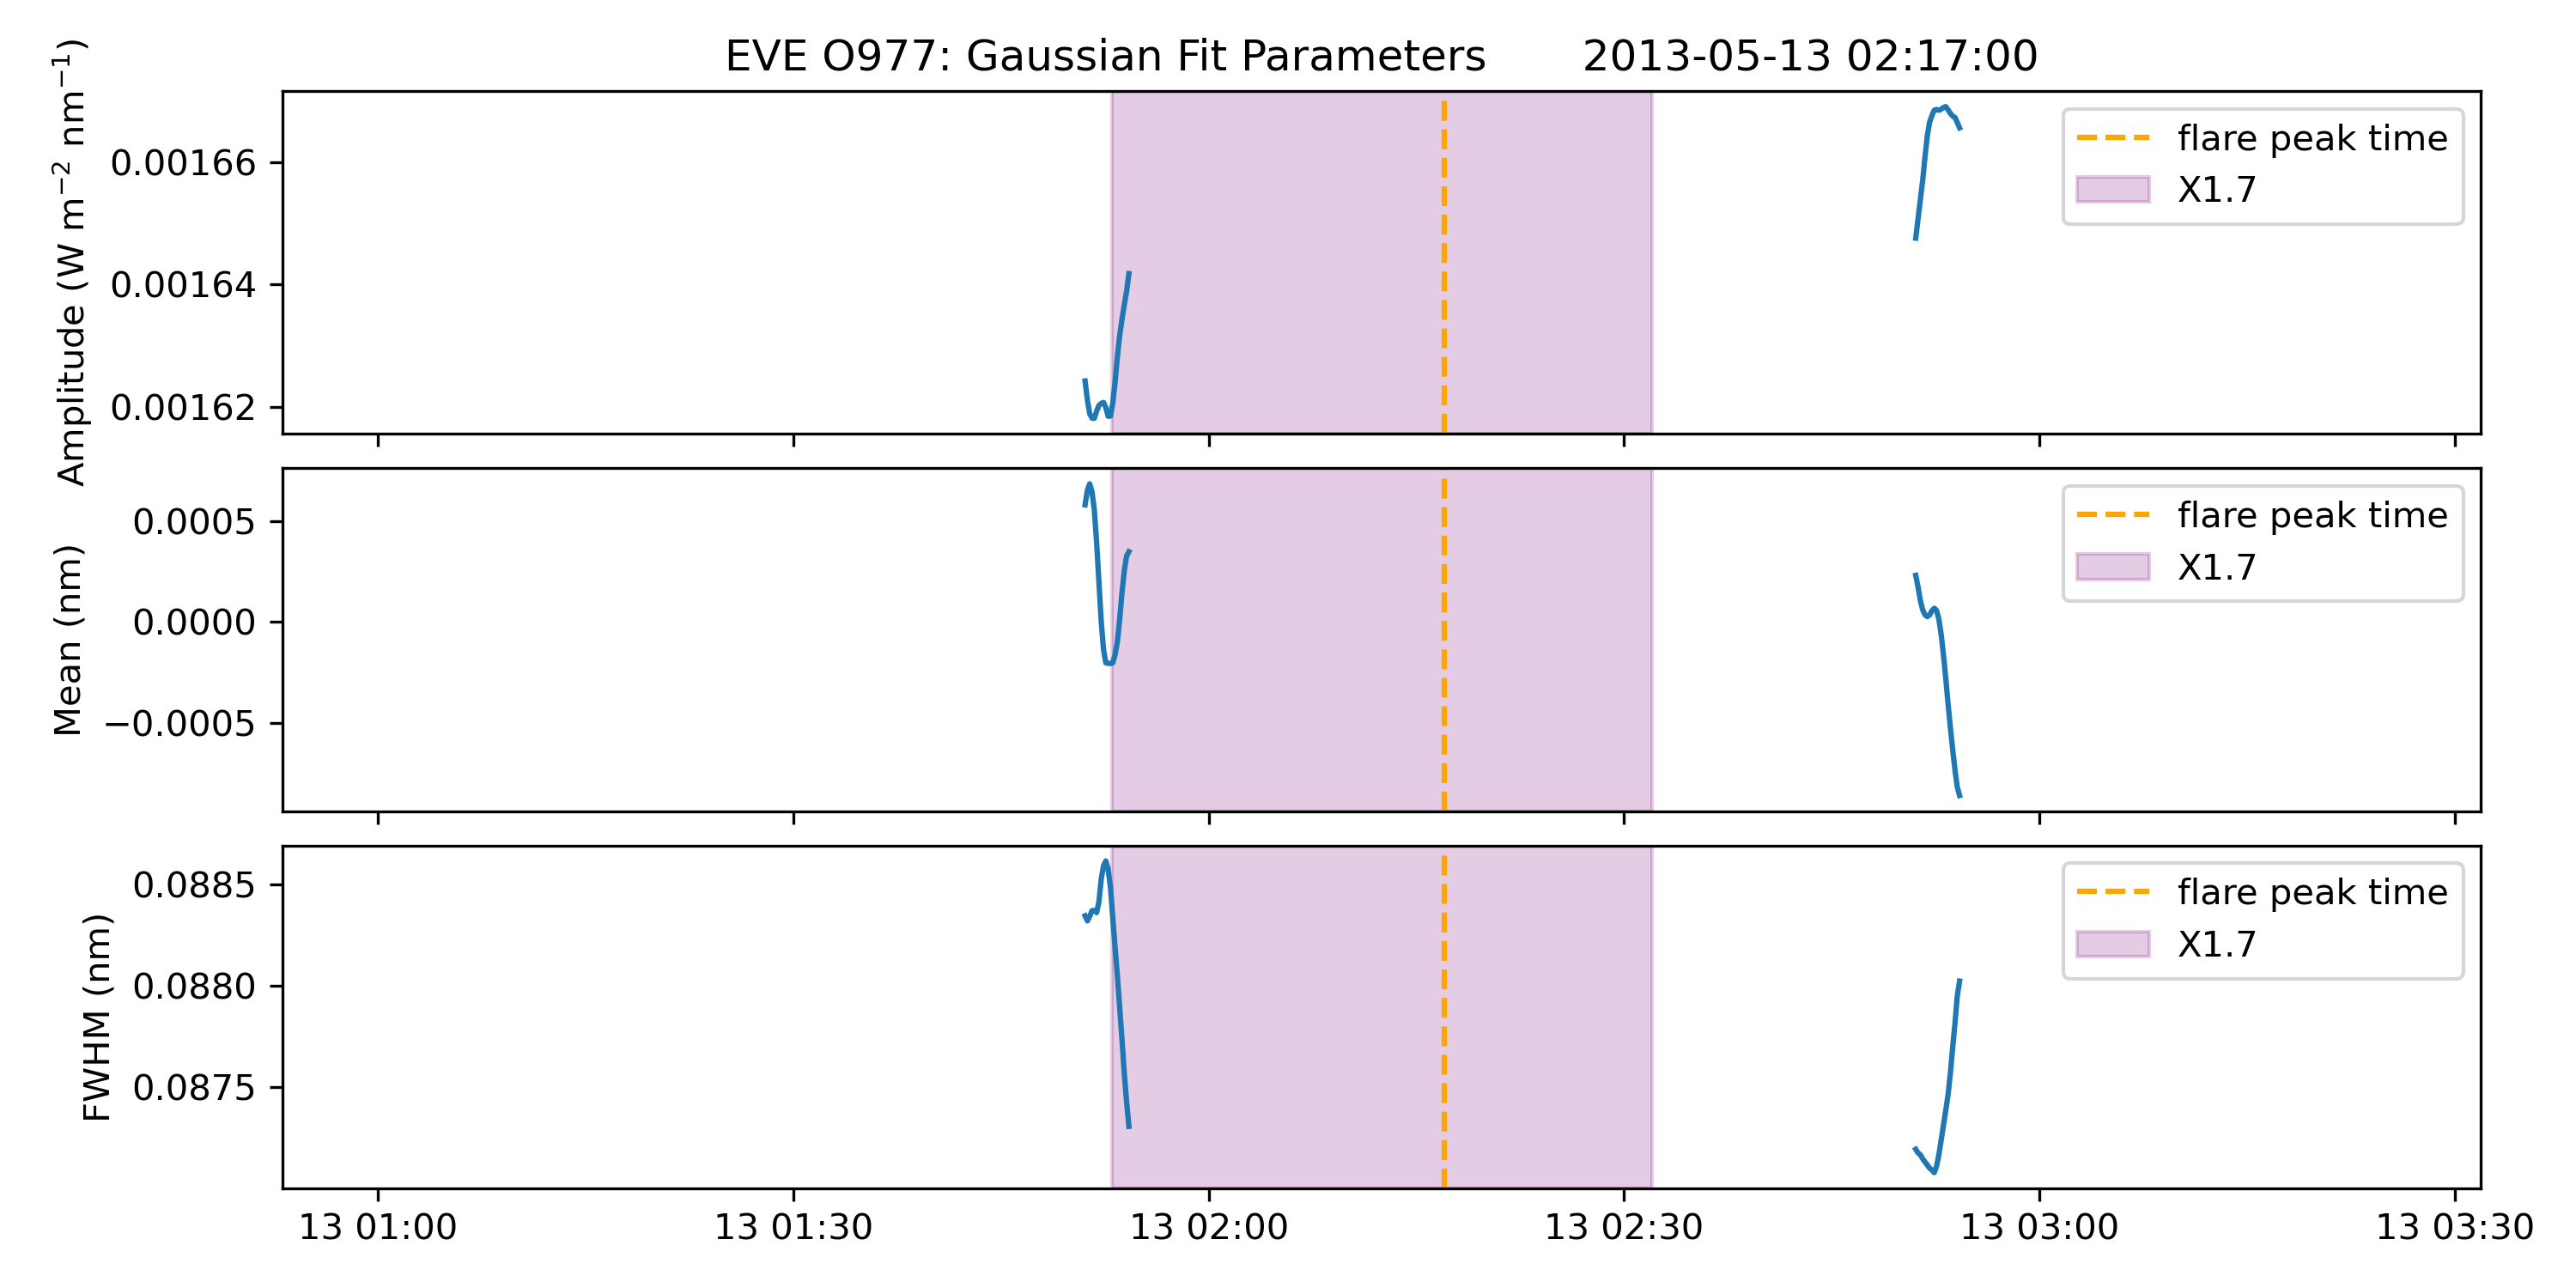 EVE O977: Gaussian Fit Parameters 2013-05-13 02:17:00
Amplitude (W m⁻² nm⁻¹)
0.00166
0.00164
0.00162
flare peak time
X1.7
Mean (nm)
0.0005
0.0000
−0.0005
flare peak time
X1.7
FWHM (nm)
0.0885
0.0880
0.0875
flare peak time
X1.7
13 01:00 13 01:30 13 02:00 13 02:30 13 03:00 13 03:30